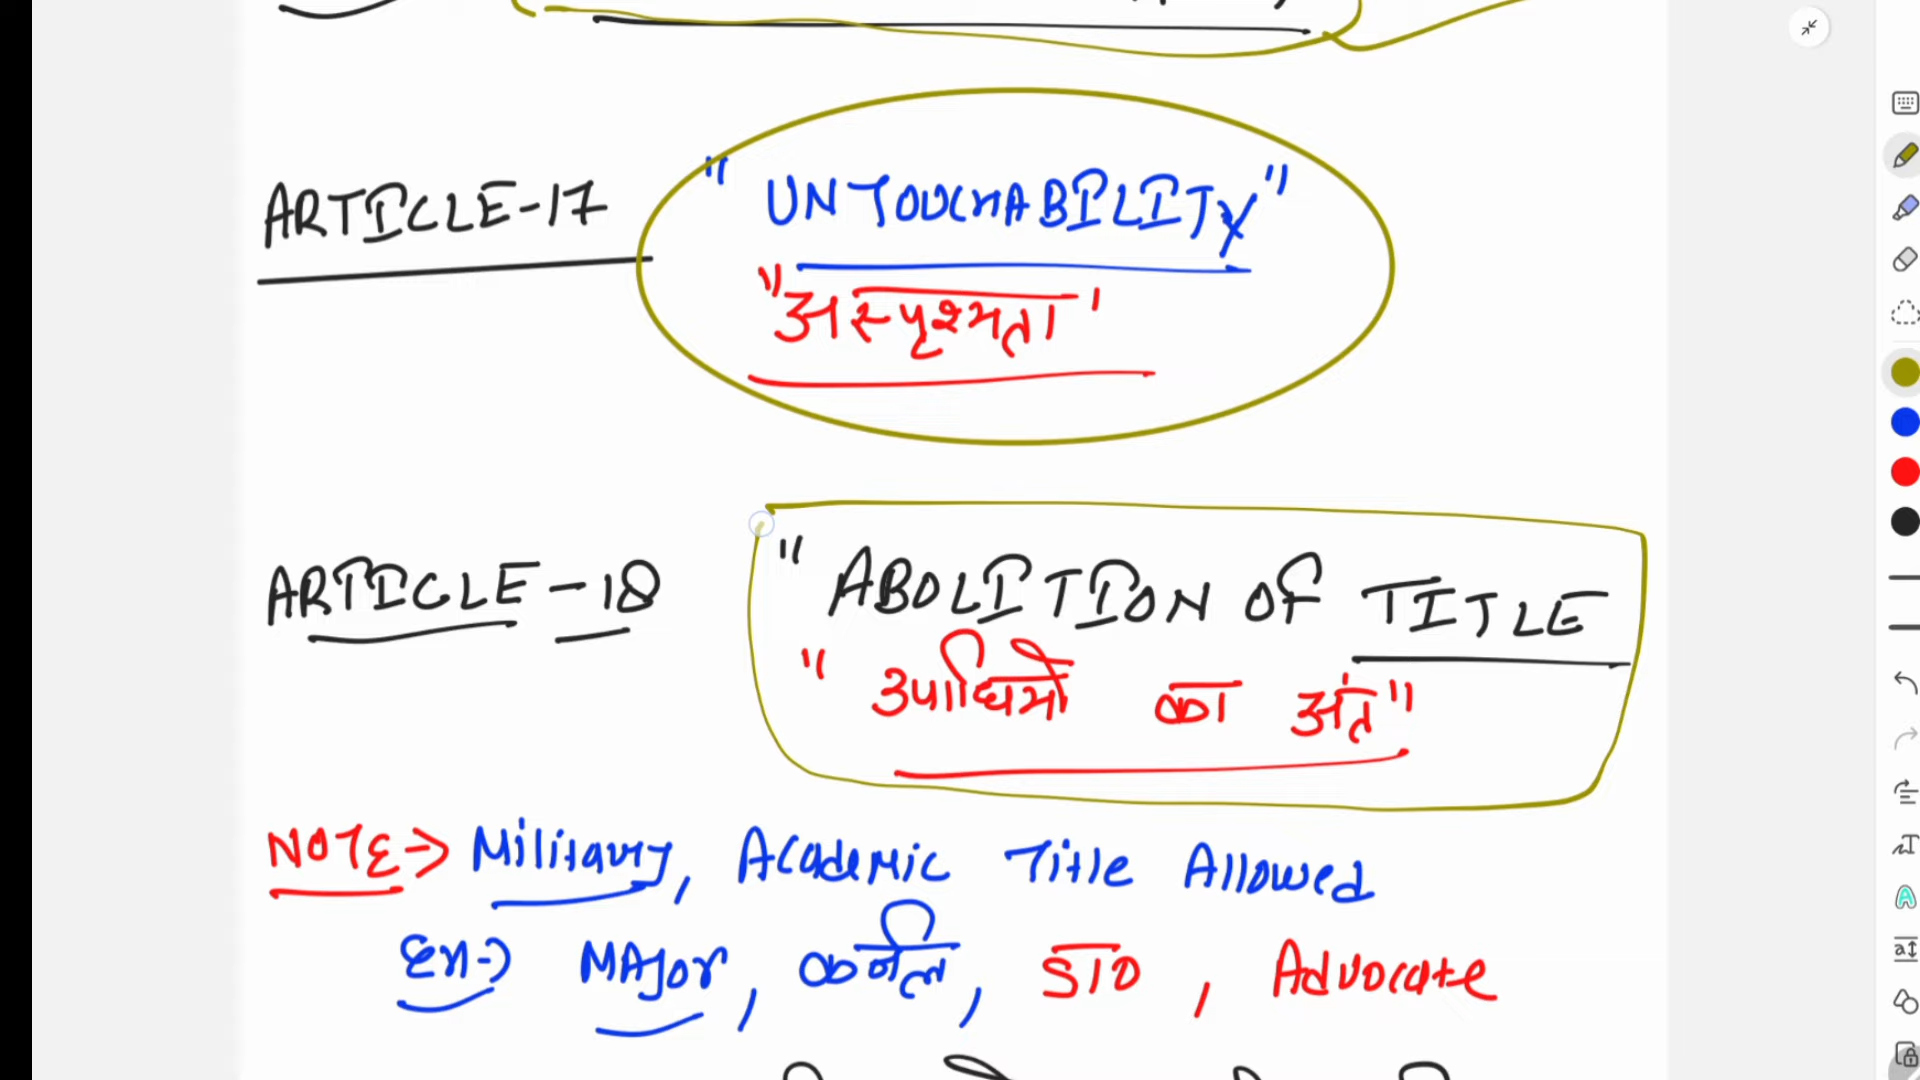 ARTICLE-17 "UNTOUCHABILITY"
"अस्पृश्यता'
ARTICLE-18 "ABOLITION OF TITLE
"उपाधियों का अंत"
NOTE→ Military, Academic Title Allowed
Ex→ MAJOR, कर्नल, डा0, Advocate